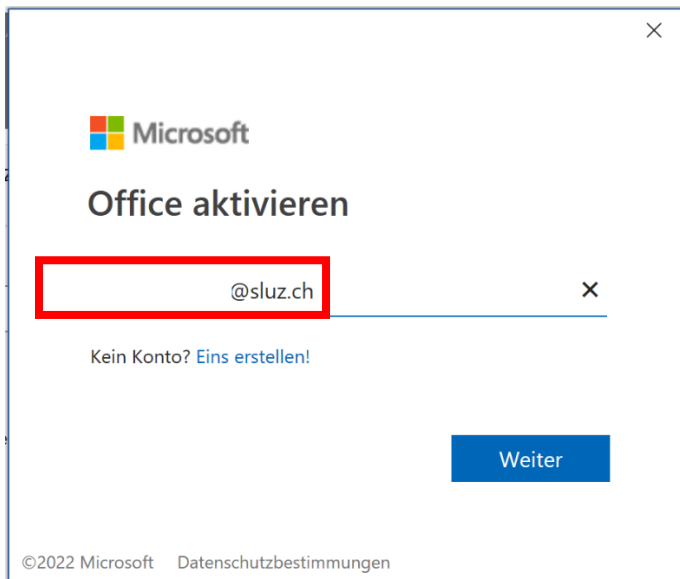 Microsoft
Office aktivieren
@sluz.ch
Kein Konto? Eins erstellen!
Weiter
©2022 Microsoft Datenschutzbestimmungen